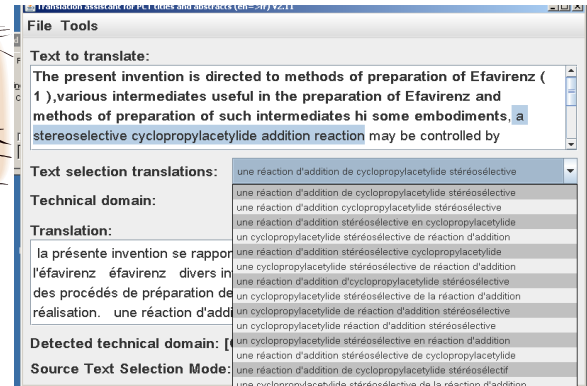 Translation assistant for PCT titles and abstracts (en=>fr) v2.11
File Tools
Text to translate:
The present invention is directed to methods of preparation of Efavirenz (
1 ),various intermediates useful in the preparation of Efavirenz and
methods of preparation of such intermediates hi some embodiments, a
stereoselective cyclopropylacetylide addition reaction may be controlled by
Text selection translations:
une réaction d'addition de cyclopropylacetylide stéréosélective
une réaction d'addition de cyclopropylacetylide stéréosélective
une réaction d'addition cyclopropylacetylide stéréosélective
Technical domain:
une réaction d'addition stéréosélective en cyclopropylacetylide
un cyclopropylacetylide stéréosélective de réaction d'addition
Translation:
une réaction d'addition stéréosélective cyclopropylacetylide
la présente invention se rappor
une cyclopropylacetylide stéréosélective de réaction d'addition
l'éfavirenz éfavirenz divers in
une réaction d'addition d'cyclopropylacetylide stéréosélective
des procédés de préparation de
un cyclopropylacetylide stéréosélective de la réaction d'addition
un cyclopropylacetylide de réaction d'addition stéréosélective
réalisation. une réaction d'addi
un cyclopropylacetylide réaction d'addition stéréosélective
Detected technical domain: [
un cyclopropylacetylide stéréosélective en réaction d'addition
une réaction d'addition stéréosélective de cyclopropylacetylide
Source Text Selection Mode:
une réaction d'addition de cyclopropylacetylide stéréosélectif
une cyclopropylacetylide stéréosélective de la réaction d'addition